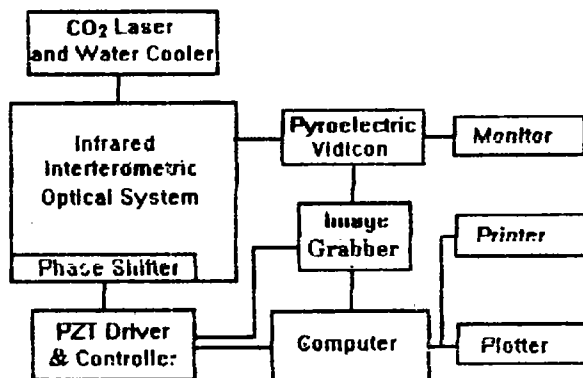 CO₂ Laser
and Water Cooler
Infrared
Interferometric
Optical System
Phase Shifter
Pyroelectric
Vidicon
Monitor
Image
Grabber
Printer
PZT Driver
& Controller
Computer
Plotter